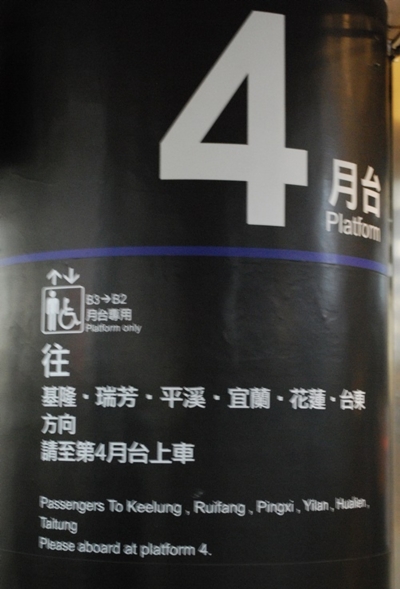 4
月台
Platform
B3→B2
月台專用
Platform only
往
基隆・瑞芳・平溪・宜蘭・花蓮・台東
方向
請至第4月台上車
Passengers To Keelung , Ruifang , Pingxi , Yilan , Hualien ,
Taitung
Please aboard at platform 4.